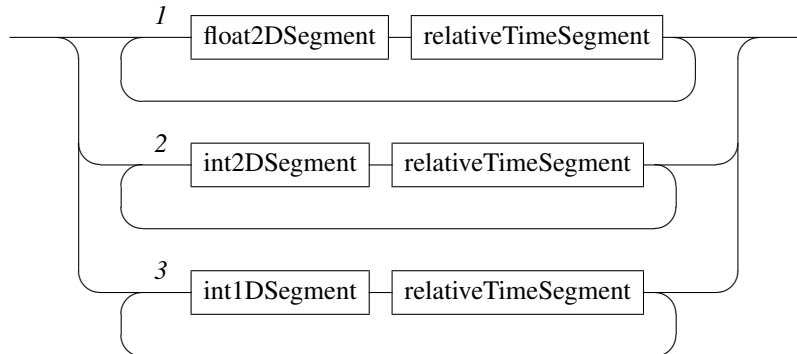 1
float2DSegment relativeTimeSegment
2
int2DSegment relativeTimeSegment
3
int1DSegment relativeTimeSegment